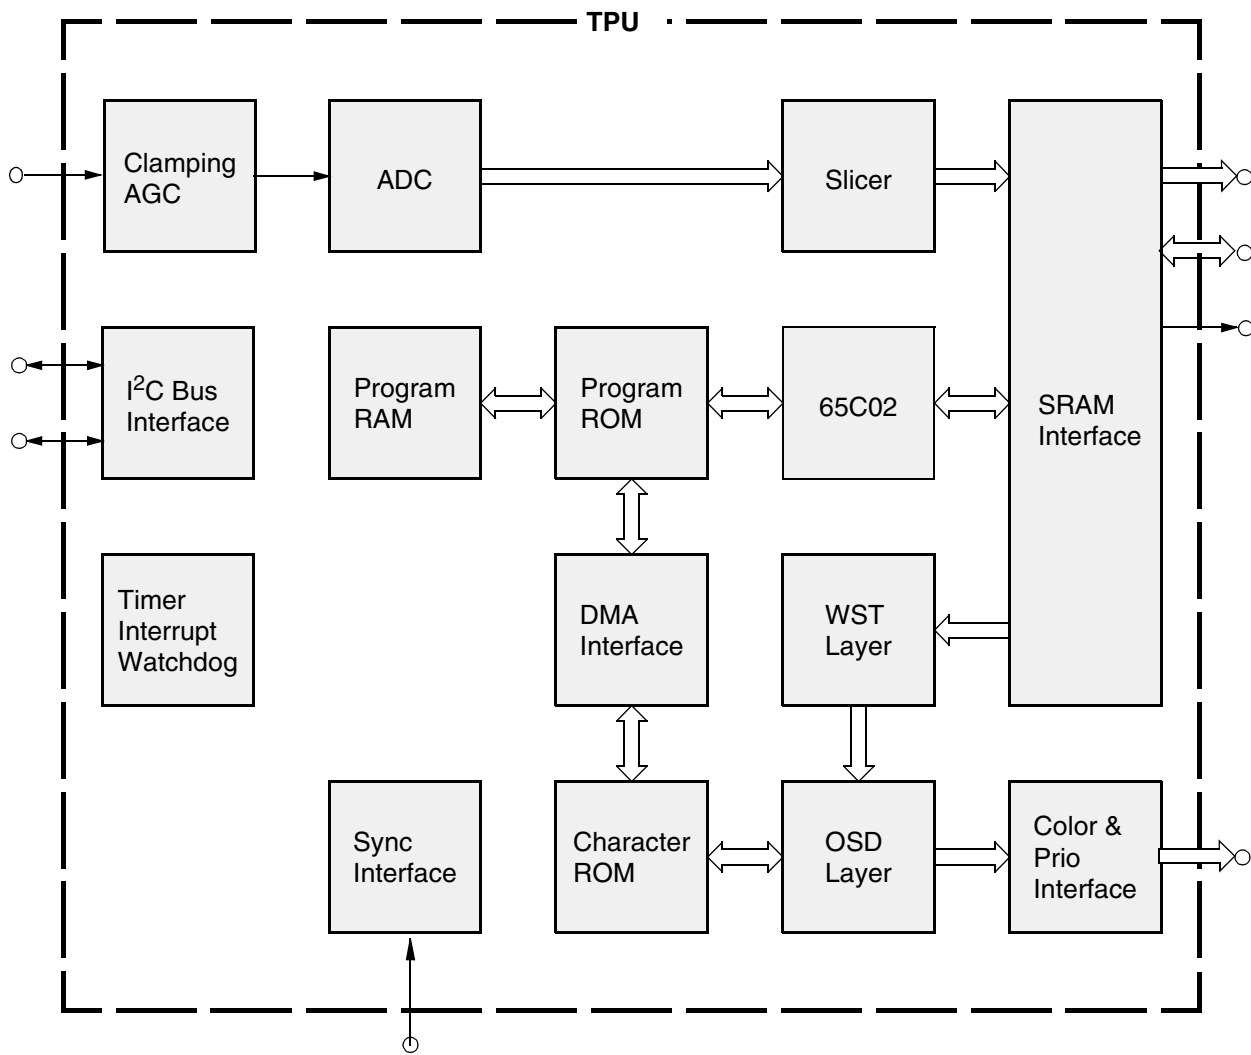 TPU
Clamping
AGC
ADC
Slicer
I²C Bus
Interface
Program
RAM
Program
ROM
65C02
SRAM
Interface
Timer
Interrupt
Watchdog
DMA
Interface
WST
Layer
Sync
Interface
Character
ROM
OSD
Layer
Color &
Prio
Interface